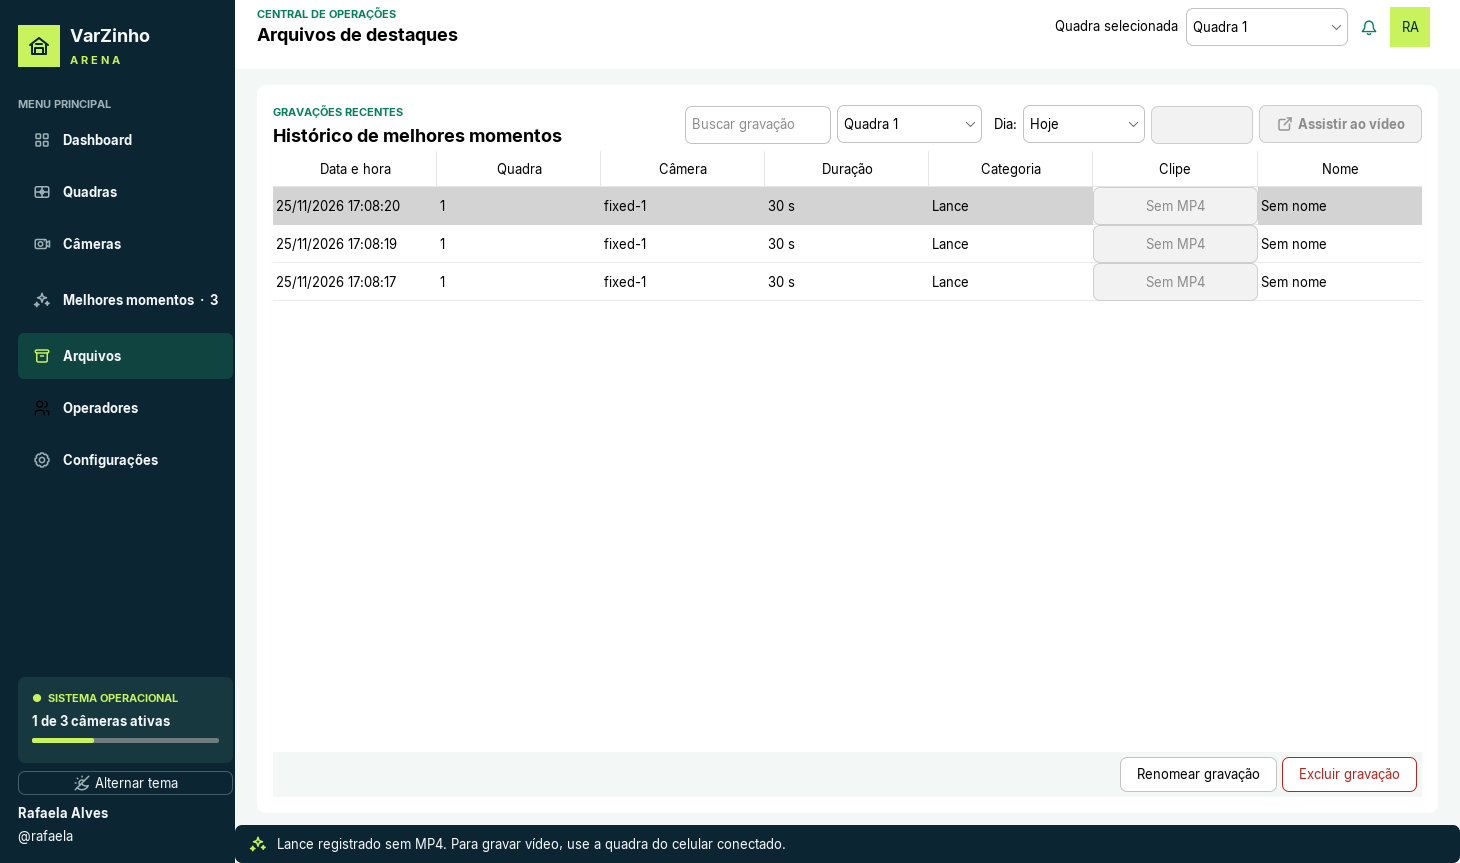 VarZinho
ARENA
MENU PRINCIPAL
Dashboard
Quadras
Câmeras
Melhores momentos · 3
Arquivos
Operadores
Configurações
SISTEMA OPERACIONAL
1 de 3 câmeras ativas
Alternar tema
Rafaela Alves
@rafaela
CENTRAL DE OPERAÇÕES
Arquivos de destaques
Quadra selecionada Quadra 1 RA
GRAVAÇÕES RECENTES
Histórico de melhores momentos
Buscar gravação Quadra 1 Dia: Hoje Assistir ao vídeo
Data e hora Quadra Câmera Duração Categoria Clipe Nome
25/11/2026 17:08:20 1 fixed-1 30 s Lance Sem MP4 Sem nome
25/11/2026 17:08:19 1 fixed-1 30 s Lance Sem MP4 Sem nome
25/11/2026 17:08:17 1 fixed-1 30 s Lance Sem MP4 Sem nome
Renomear gravação Excluir gravação
Lance registrado sem MP4. Para gravar vídeo, use a quadra do celular conectado.